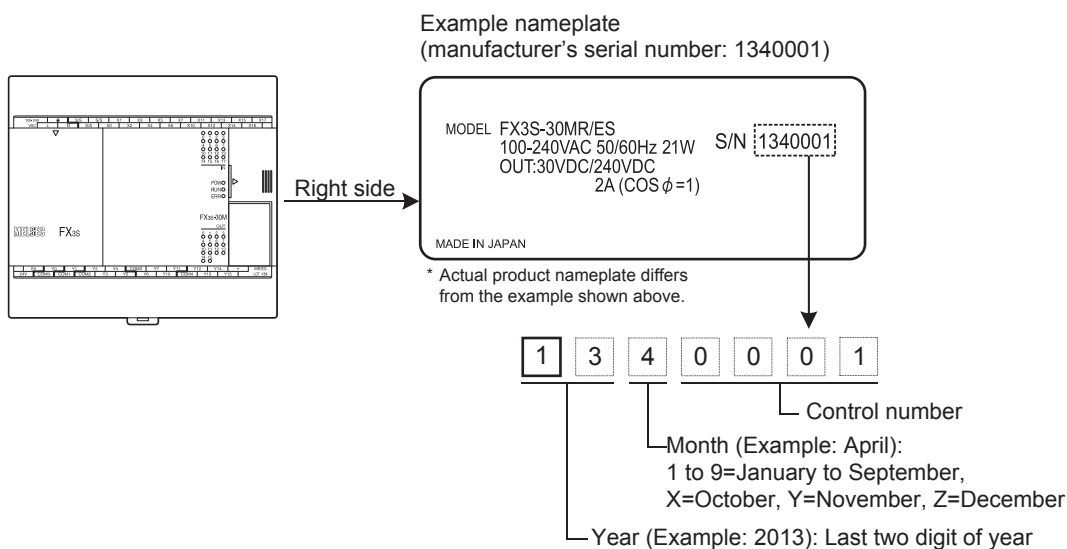 Example nameplate
(manufacturer's serial number: 1340001)
MODEL FX3S-30MR/ES
100-240VAC 50/60Hz 21W
OUT:30VDC/240VDC
2A (COSϕ=1)
S/N 1340001
MADE IN JAPAN
* Actual product nameplate differs
from the example shown above.
Right side
IN
POW
RUN
ERR
FX3S-30M
OUT
MELSEC FX3S
1 3 4 0 0 0 1
Control number
Month (Example: April):
1 to 9=January to September,
X=October, Y=November, Z=December
Year (Example: 2013): Last two digit of year